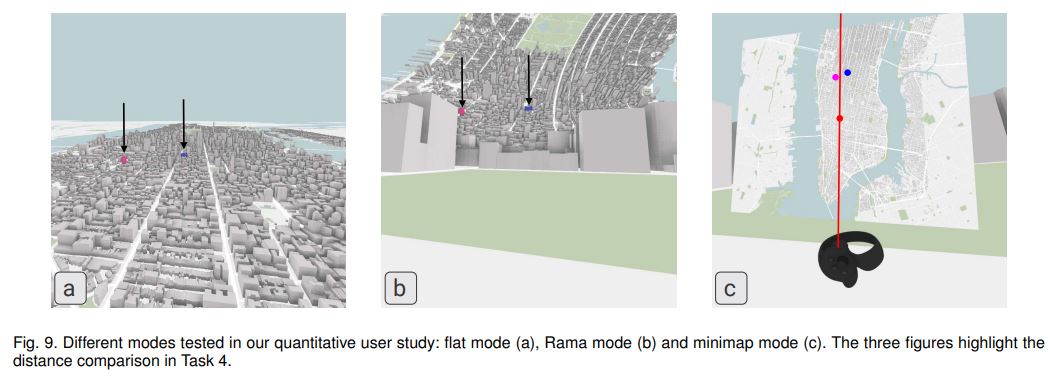 a
b
c
Fig. 9. Different modes tested in our quantitative user study: flat mode (a), Rama mode (b) and minimap mode (c). The three figures highlight the
distance comparison in Task 4.